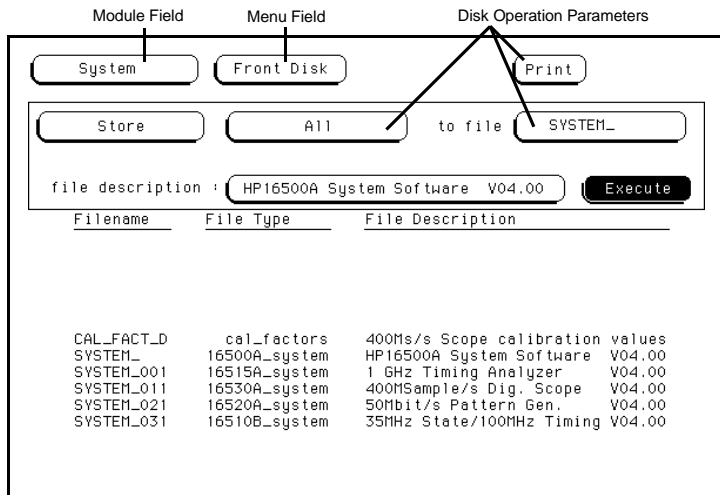 Module Field Menu Field Disk Operation Parameters
System Front Disk Print
Store All to file SYSTEM_
file description : HP16500A System Software V04.00 Execute
Filename File Type File Description
CAL_FACT_D cal_factors 400Ms/s Scope calibration values
SYSTEM_ 16500A_system HP16500A System Software V04.00
SYSTEM_001 16515A_system 1 GHz Timing Analyzer V04.00
SYSTEM_011 16530A_system 400MSample/s Dig. Scope V04.00
SYSTEM_021 16520A_system 50Mbit/s Pattern Gen. V04.00
SYSTEM_031 16510B_system 35MHz State/100MHz Timing V04.00